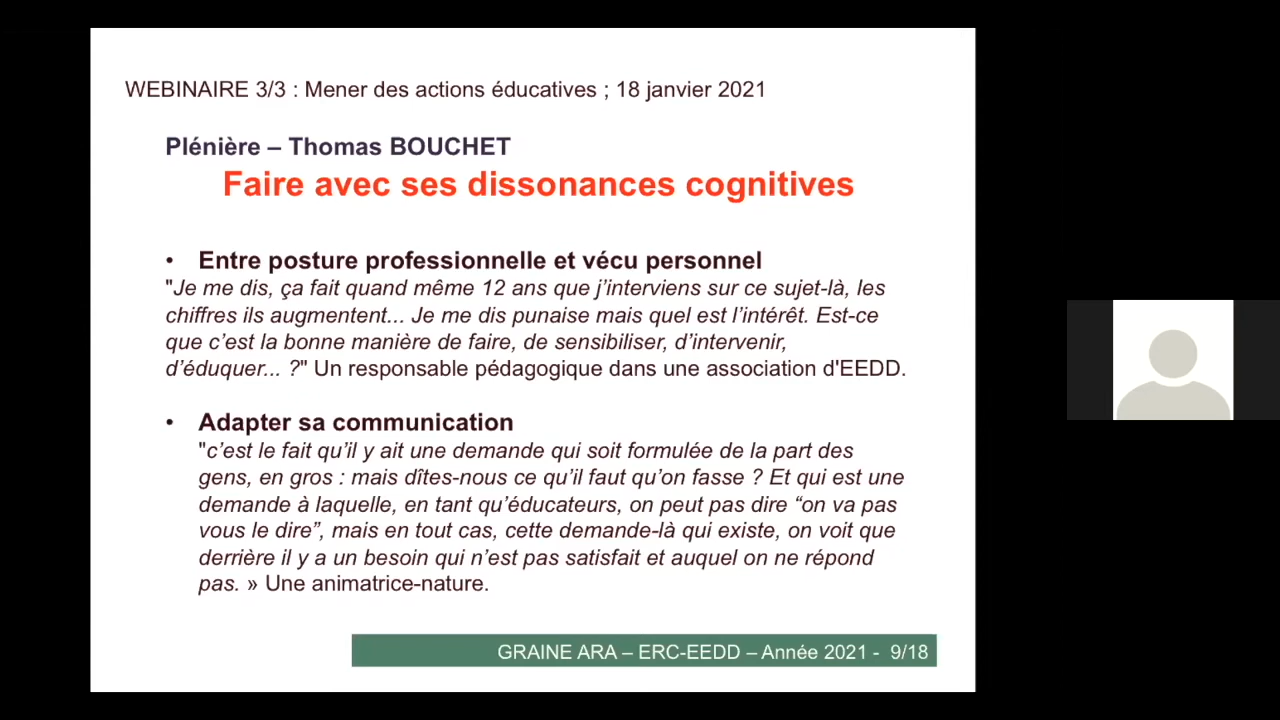 WEBINAIRE 3/3 : Mener des actions éducatives ; 18 janvier 2021
Plénière – Thomas BOUCHET
Faire avec ses dissonances cognitives
• Entre posture professionnelle et vécu personnel
"Je me dis, ça fait quand même 12 ans que j’interviens sur ce sujet-là, les
chiffres ils augmentent... Je me dis punaise mais quel est l’intérêt. Est-ce
que c’est la bonne manière de faire, de sensibiliser, d’intervenir,
d’éduquer... ?" Un responsable pédagogique dans une association d'EEDD.
• Adapter sa communication
"c’est le fait qu’il y ait une demande qui soit formulée de la part des
gens, en gros : mais dîtes-nous ce qu’il faut qu’on fasse ? Et qui est une
demande à laquelle, en tant qu’éducateurs, on peut pas dire “on va pas
vous le dire”, mais en tout cas, cette demande-là qui existe, on voit que
derrière il y a un besoin qui n’est pas satisfait et auquel on ne répond
pas. » Une animatrice-nature.
GRAINE ARA – ERC-EEDD – Année 2021 - 9/18